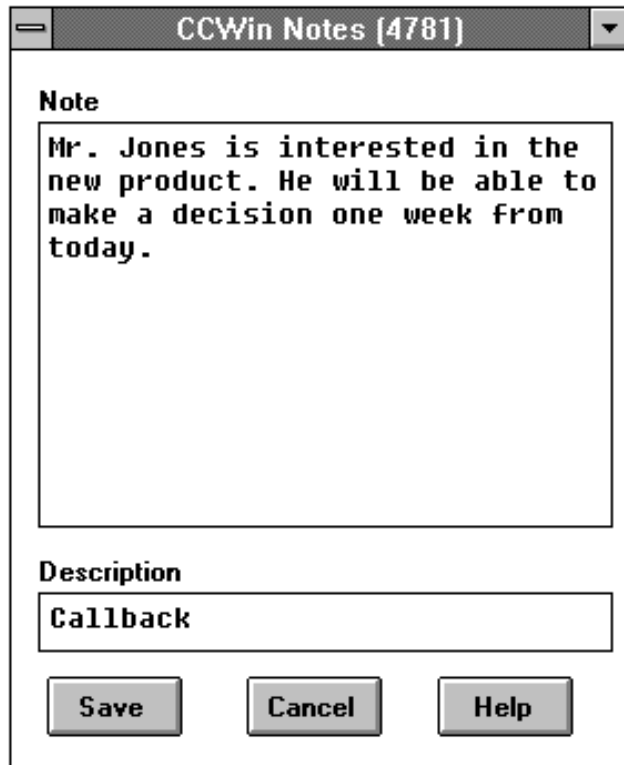 CCWin Notes (4781)
Note
Mr. Jones is interested in the
new product. He will be able to
make a decision one week from
today.
Description
Callback
Save Cancel Help